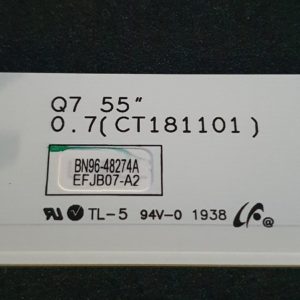 Q7 55"
0.7(CT181101)
BN96-48274A
EFJB07-A2
TL-5 94V-0 1938 @